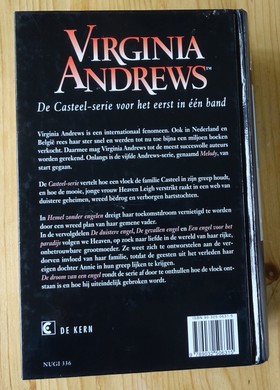 VIRGINIA
ANDREWS™
De Casteel-serie voor het eerst in één band
Virginia Andrews is een internationaal fenomeen. Ook in Nederland en
België rees haar ster snel en werden tot nu toe bijna een miljoen boeken
verkocht. Daarmee mag Virginia Andrews tot de meest succesvolle auteurs
worden gerekend. Onlangs is de vijfde Andrews-serie, genaamd Melody, van
start gegaan.
De Casteel-serie vertelt hoe een vloek de familie Casteel in zijn greep houdt,
en hoe de mooie, jonge vrouw Heaven Leigh verstrikt raakt in een web van
duistere geheimen, wreed bedrog en verborgen hartstochten.
In Hemel zonder engelen dreigt haar toekomstdroom vernietigd te worden
door een wreed plan van haar gemene vader.
In de vervolgdelen De duistere engel, De gevallen engel en Een engel voor het
paradijs volgen we Heaven, op zoek naar liefde in de wereld van haar rijke,
onbetrouwbare grootmoeder. Ze weet zich te ontworstelen aan de ver-
donkerde invloed van haar familie, totdat de geesten uit het verleden haar
eigen dochter Annie in hun greep lijken te krijgen.
De droom van een engel rondt de serie af door te onthullen hoe de vloek ont-
staan is en hoe hij uiteindelijk gebroken wordt.
DE KERN
NUGI 336